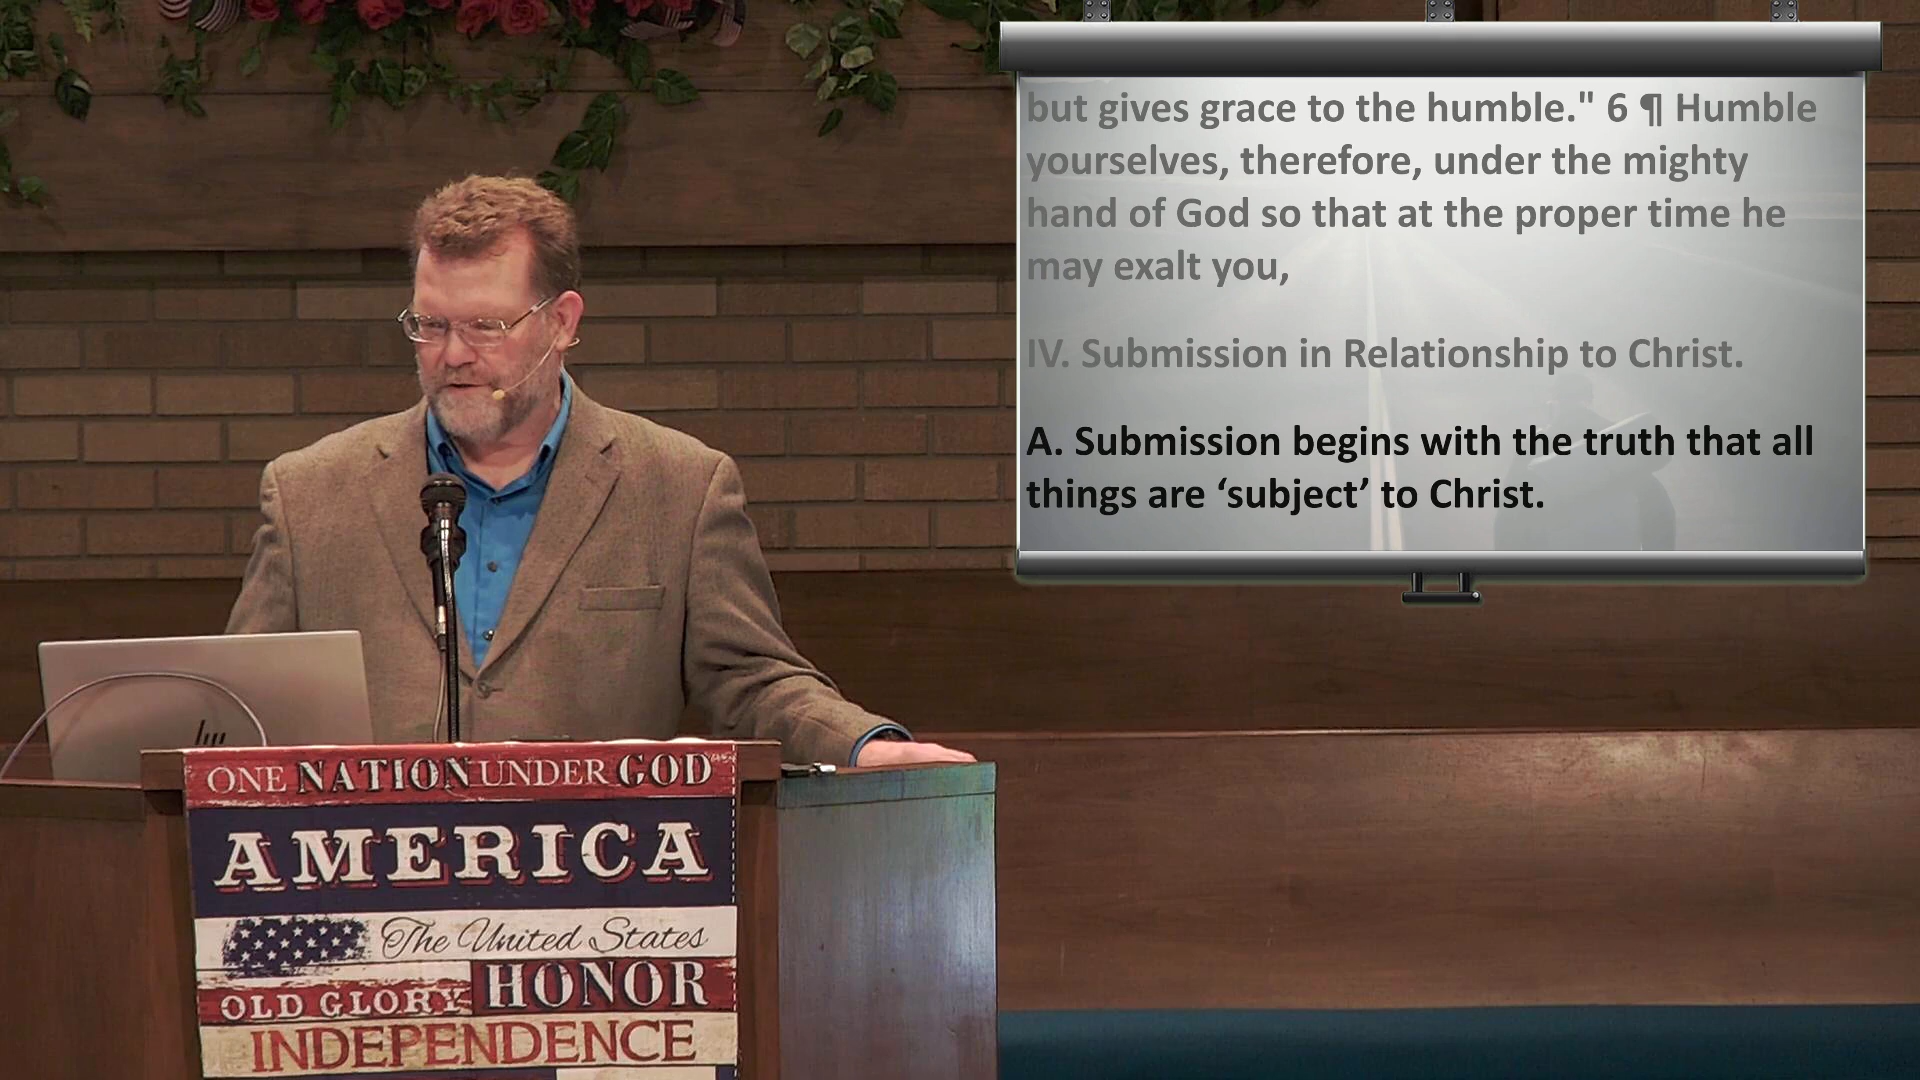 but gives grace to the humble." 6 ¶ Humble
yourselves, therefore, under the mighty
hand of God so that at the proper time he
may exalt you,
IV. Submission in Relationship to Christ.
A. Submission begins with the truth that all
things are ‘subject’ to Christ.
hp
ONE NATION UNDER GOD
AMERICA
The United States
OLD GLORY HONOR
INDEPENDENCE